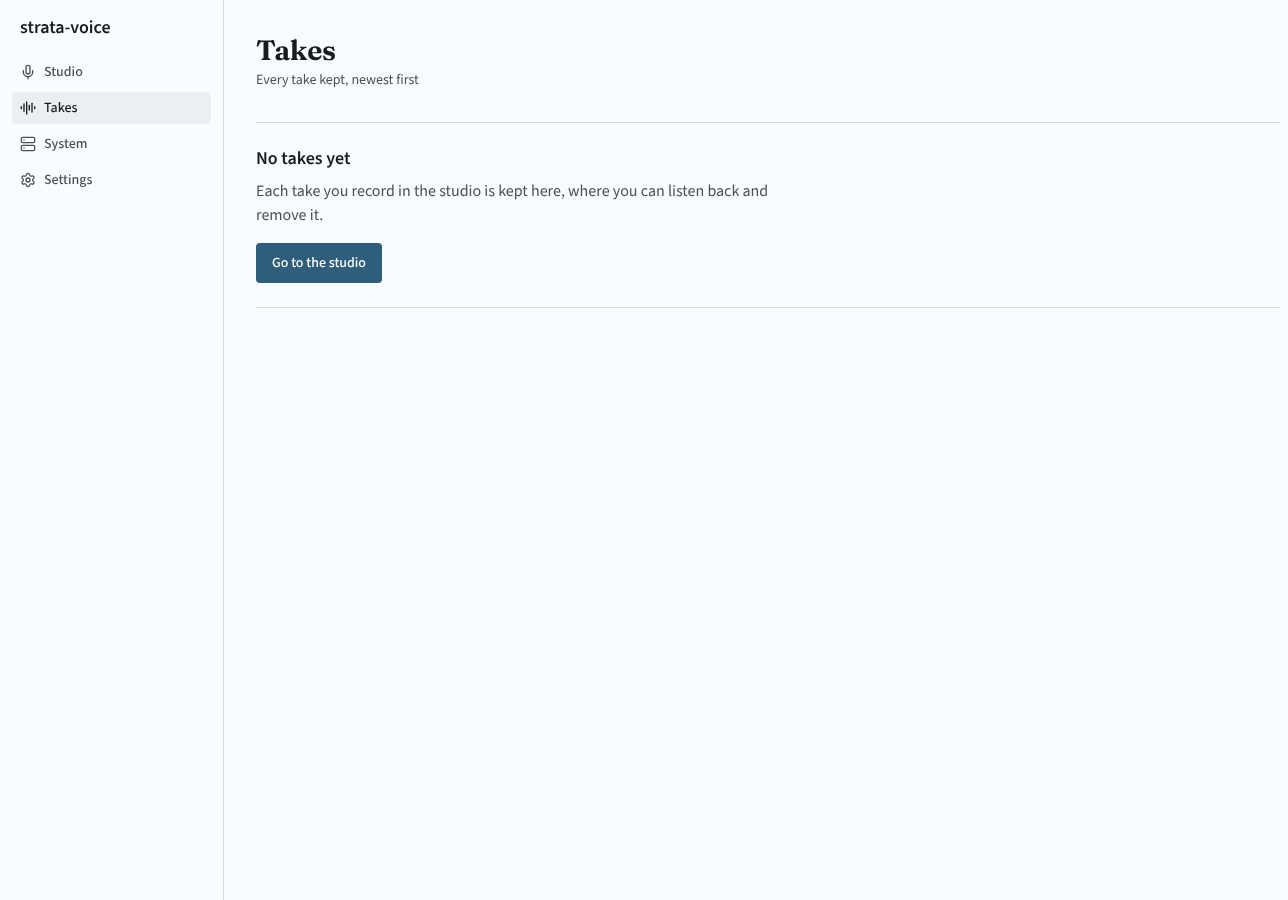 strata-voice
Studio
Takes
System
Settings
Takes
Every take kept, newest first
No takes yet
Each take you record in the studio is kept here, where you can listen back and
remove it.
Go to the studio